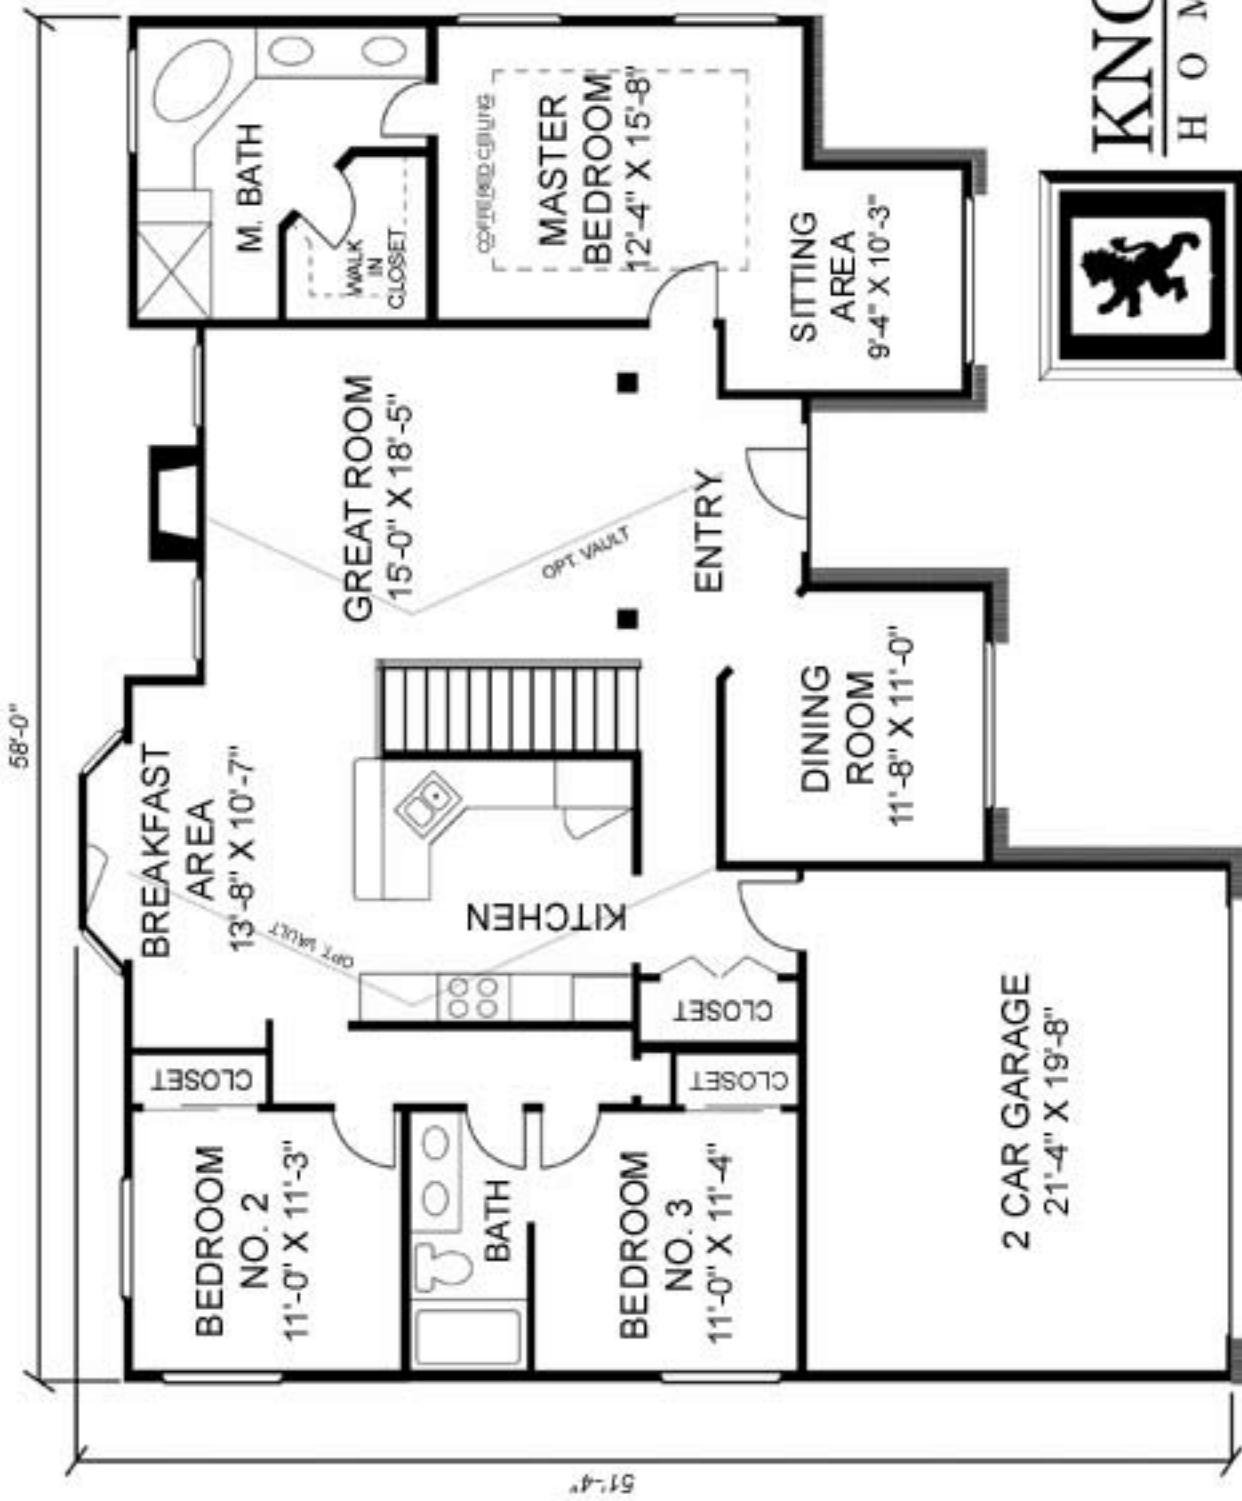 58'-0"
51'-4"
BREAKFAST
AREA
13'-8" X 10'-7"
OPT. VAULT
M. BATH
WALK
IN
CLOSET
CLOSET
BEDROOM
NO. 2
11'-0" X 11'-3"
GREAT ROOM
15'-0" X 18'-5"
OPT. VAULT
COFFERED CEILING
MASTER
BEDROOM
12'-4" X 15'-8"
BATH
KITCHEN
BEDROOM
NO. 3
11'-0" X 11'-4"
CLOSET
CLOSET
ENTRY
DINING
ROOM
11'-8" X 11'-0"
SITTING
AREA
9'-4" X 10'-3"
2 CAR GARAGE
21'-4" X 19'-8"
H O M